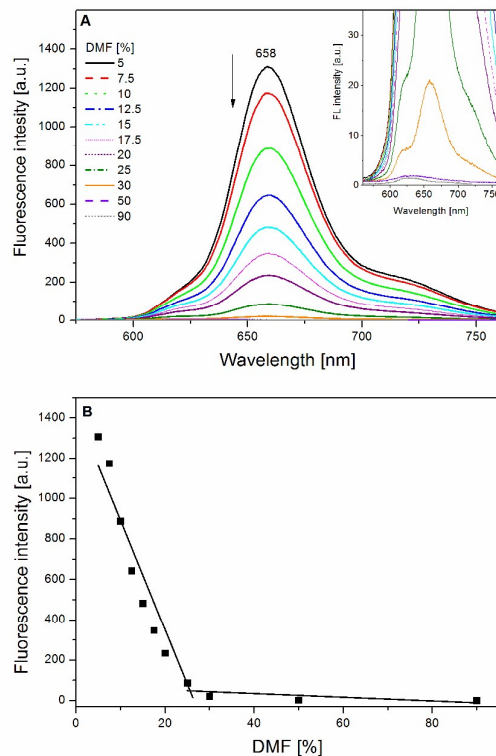 A
DMF [%]
5
7.5
10
12.5
15
17.5
20
25
30
50
90
658
1400
1200
1000
800
600
400
200
0
Fluorescence intesity [a.u.]
600 650 700 750
Wavelength [nm]
30
20
10
0
FL intensity [a.u.]
600 650 700 750
Wavelength [nm]
B
1400
1200
1000
800
600
400
200
0
Fluorescence intensity [a.u.]
0 20 40 60 80
DMF [%]